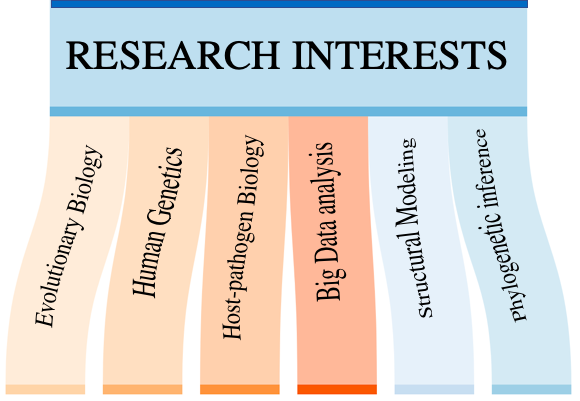 RESEARCH INTERESTS
Evolutionary Biology
Human Genetics
Host-pathogen Biology
Big Data analysis
Structural Modeling
Phylogenetic inference